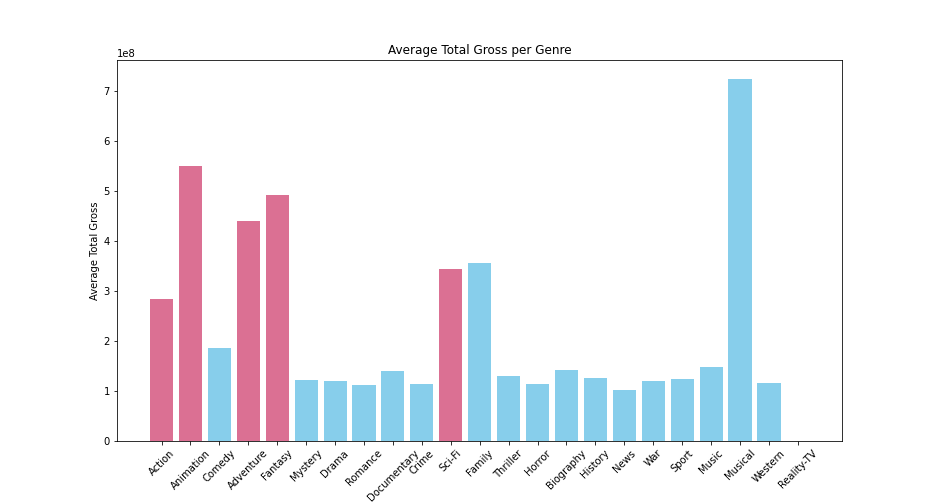 Average Total Gross per Genre
1e8
7
6
5
4
3
2
1
0
Average Total Gross
Action
Animation
Comedy
Adventure
Fantasy
Mystery
Drama
Romance
Documentary
Crime
Sci-Fi
Family
Thriller
Horror
Biography
History
News
War
Sport
Music
Musical
Western
Reality-TV